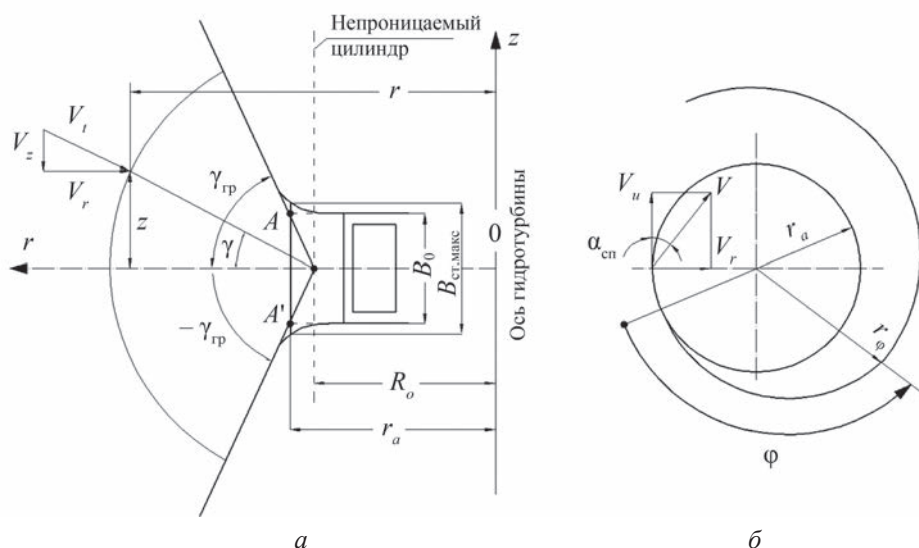 Непроницаемый
цилиндр
z
r
V_t
V_z
V_r
γ_гр
z
γ
A
0
r
B_0
B_ст.макс
Ось гидротурбины
A'
− γ_гр
R_o
r_a
а
V_u
V
α_сп
V_r
r_a
r_φ
φ
б